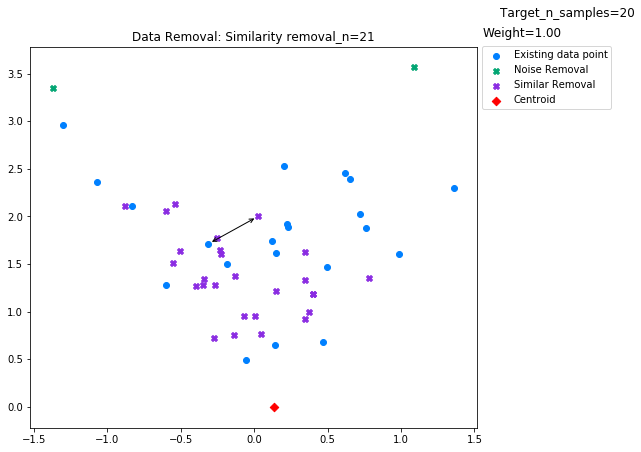 Target_n_samples=20
Weight=1.00
Data Removal: Similarity removal_n=21
Existing data point
Noise Removal
Similar Removal
Centroid
3.5
3.0
2.5
2.0
1.5
1.0
0.5
0.0
−1.5 −1.0 −0.5 0.0 0.5 1.0 1.5